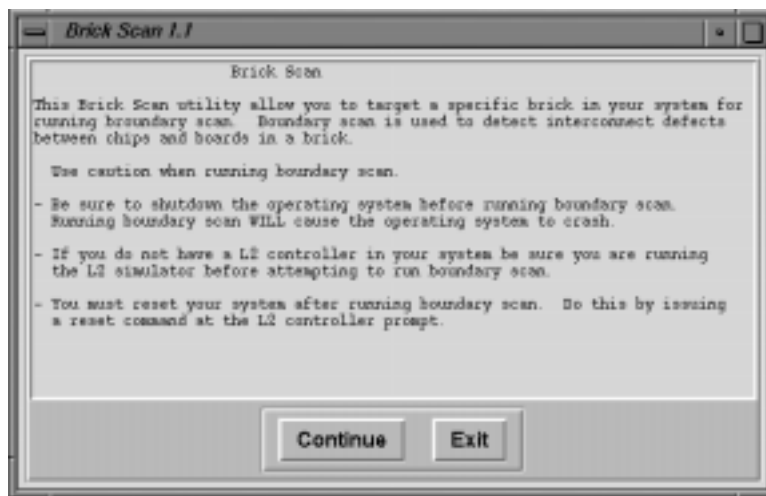 Brick Scan 1.1
Brick Scan
This Brick Scan utility allow you to target a specific brick in your system for
running broundary scan. Boundary scan is used to detect interconnect defects
between chips and boards in a brick.
Use caution when running boundary scan.
- Be sure to shutdown the operating system before running boundary scan.
Running boundary scan WILL cause the operating system to crash.
- If you do not have a L2 controller in your system be sure you are running
the L2 simulator before attempting to run boundary scan.
- You must reset your system after running boundary scan. Do this by issuing
a reset command at the L2 controller prompt.
Continue
Exit